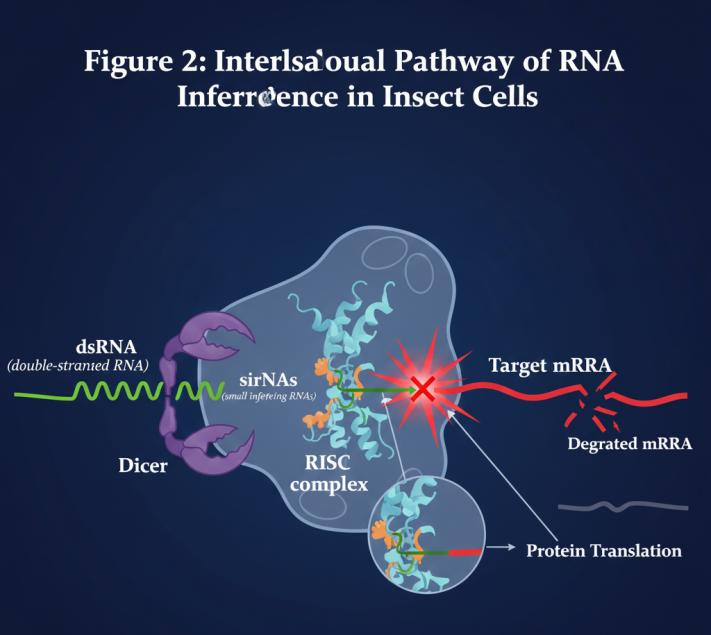 Figure 2: Interlsa'oual Pathway of RNA
Inferrence in Insect Cells
dsRNA
(double-stranted RNA)
sirNAs
(small infeteing RNAs)
Dicer
RISC
complex
Target mRRA
Degrated mRRA
Protein Translation